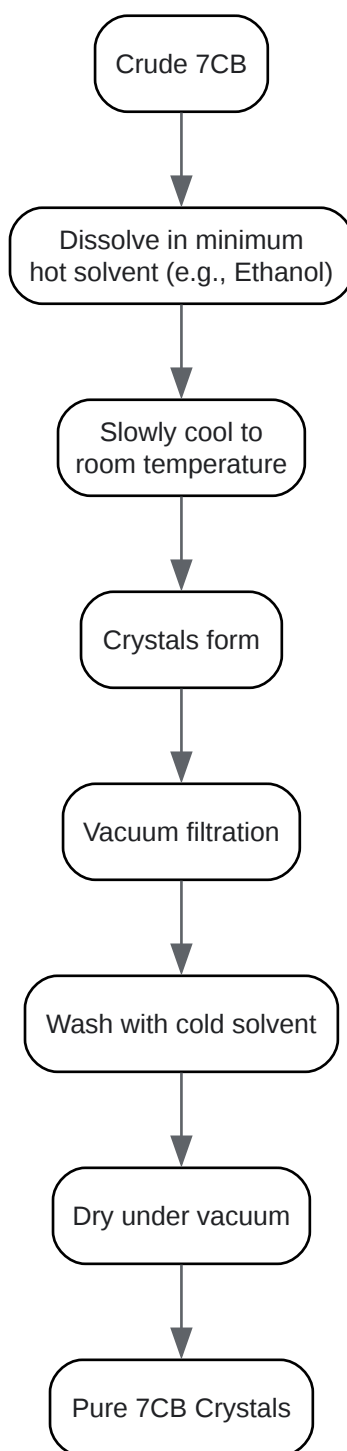 Crude 7CB
Dissolve in minimum
hot solvent (e.g., Ethanol)
Slowly cool to
room temperature
Crystals form
Vacuum filtration
Wash with cold solvent
Dry under vacuum
Pure 7CB Crystals